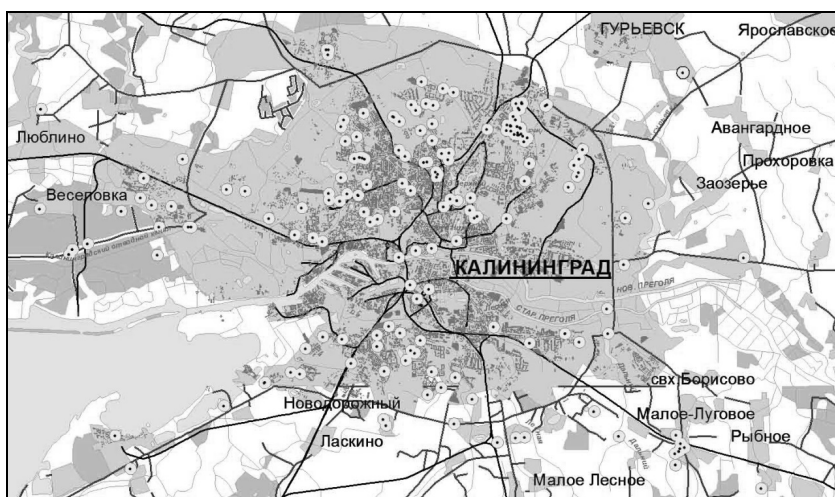 ГУРЬЕВСК
Ярославское
Авангардное
Люблино
Прохоровка
Заозерье
Веселовка
КАЛИНИНГРАД
НОВ. ПРЕГОЛЯ
СТАР. ПРЕГОЛЯ
свх.Борисово
Новодорожный
Малое-Луговое
Рыбное
Ласкино
Малое Лесное